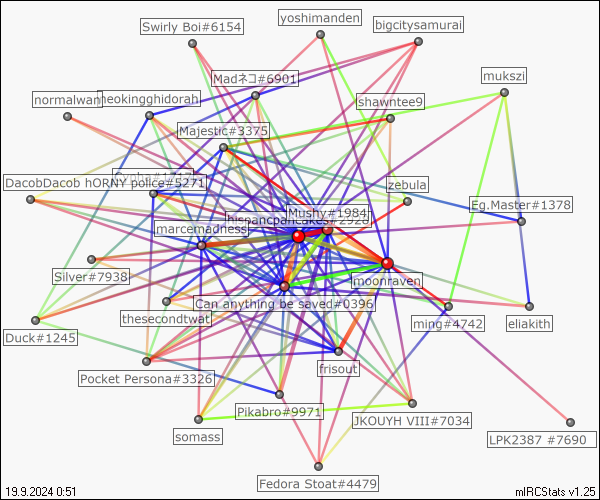 yoshimanden
Swirly Boi#6154
bigcitysamurai
Madネコ#6901
mukszi
normalwan
neokingghidorah
shawntee9
Majestic#3375
DacobDacob hORNY police#5271
zebula
Mushy#1984
Eg.Master#1378
hispancpancakes#2928
marcemadness
Silver#7938
moonraven
Can anything be saved#0396
thesecondtwat
ming#4742
eliakith
Duck#1245
frisout
Pocket Persona#3326
Pikabro#9971
JKOUYH VIII#7034
somass
LPK2387 #7690
Fedora Stoat#4479
19.9.2024 0:51
mIRCStats v1.25